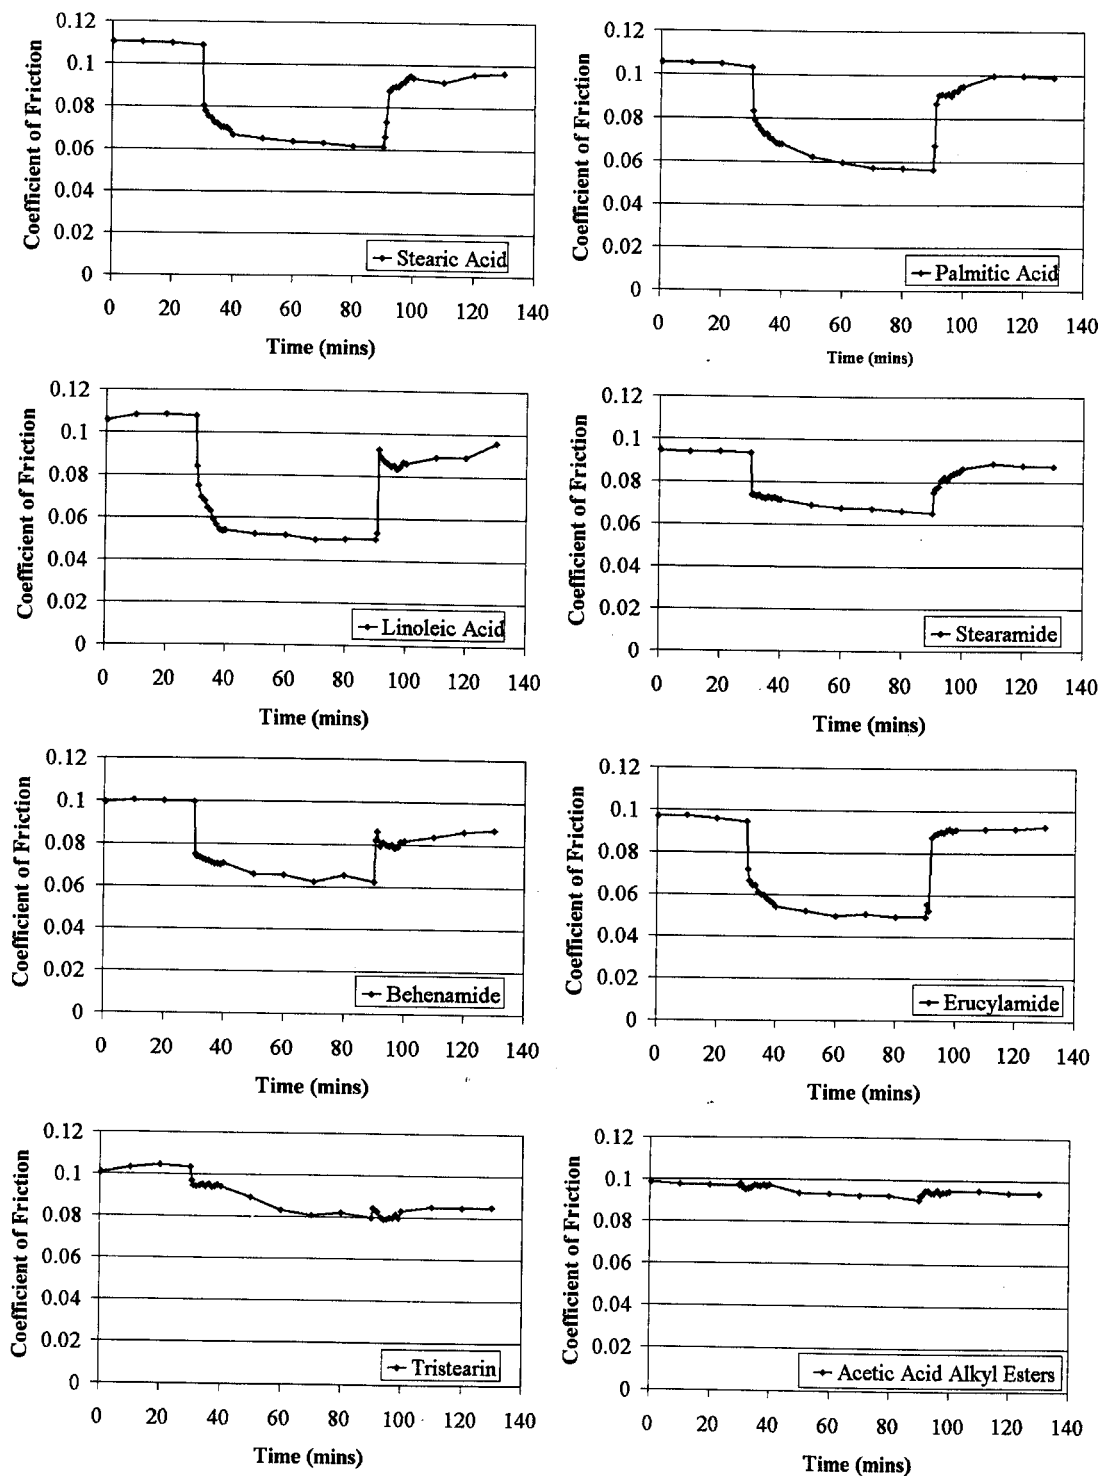 0.12
0.1
0.08
0.06
0.04
0.02
0
Coefficient of Friction
Stearic Acid
0 20 40 60 80 100 120 140
Time (mins)
0.12
0.1
0.08
0.06
0.04
0.02
0
Coefficient of Friction
Palmitic Acid
0 20 40 60 80 100 120 140
Time (mins)
0.12
0.1
0.08
0.06
0.04
0.02
0
Coefficient of Friction
Linoleic Acid
0 20 40 60 80 100 120 140
Time (mins)
0.12
0.1
0.08
0.06
0.04
0.02
0
Coefficient of Friction
Stearamide
0 20 40 60 80 100 120 140
Time (mins)
0.12
0.1
0.08
0.06
0.04
0.02
0
Coefficient of Friction
Behenamide
0 20 40 60 80 100 120 140
Time (mins)
0.12
0.1
0.08
0.06
0.04
0.02
0
Coefficient of Friction
Erucylamide
0 20 40 60 80 100 120 140
Time (mins)
0.12
0.1
0.08
0.06
0.04
0.02
0
Coefficient of Friction
Tristearin
0 20 40 60 80 100 120 140
Time (mins)
0.12
0.1
0.08
0.06
0.04
0.02
0
Coefficient of Friction
Acetic Acid Alkyl Esters
0 20 40 60 80 100 120 140
Time (mins)